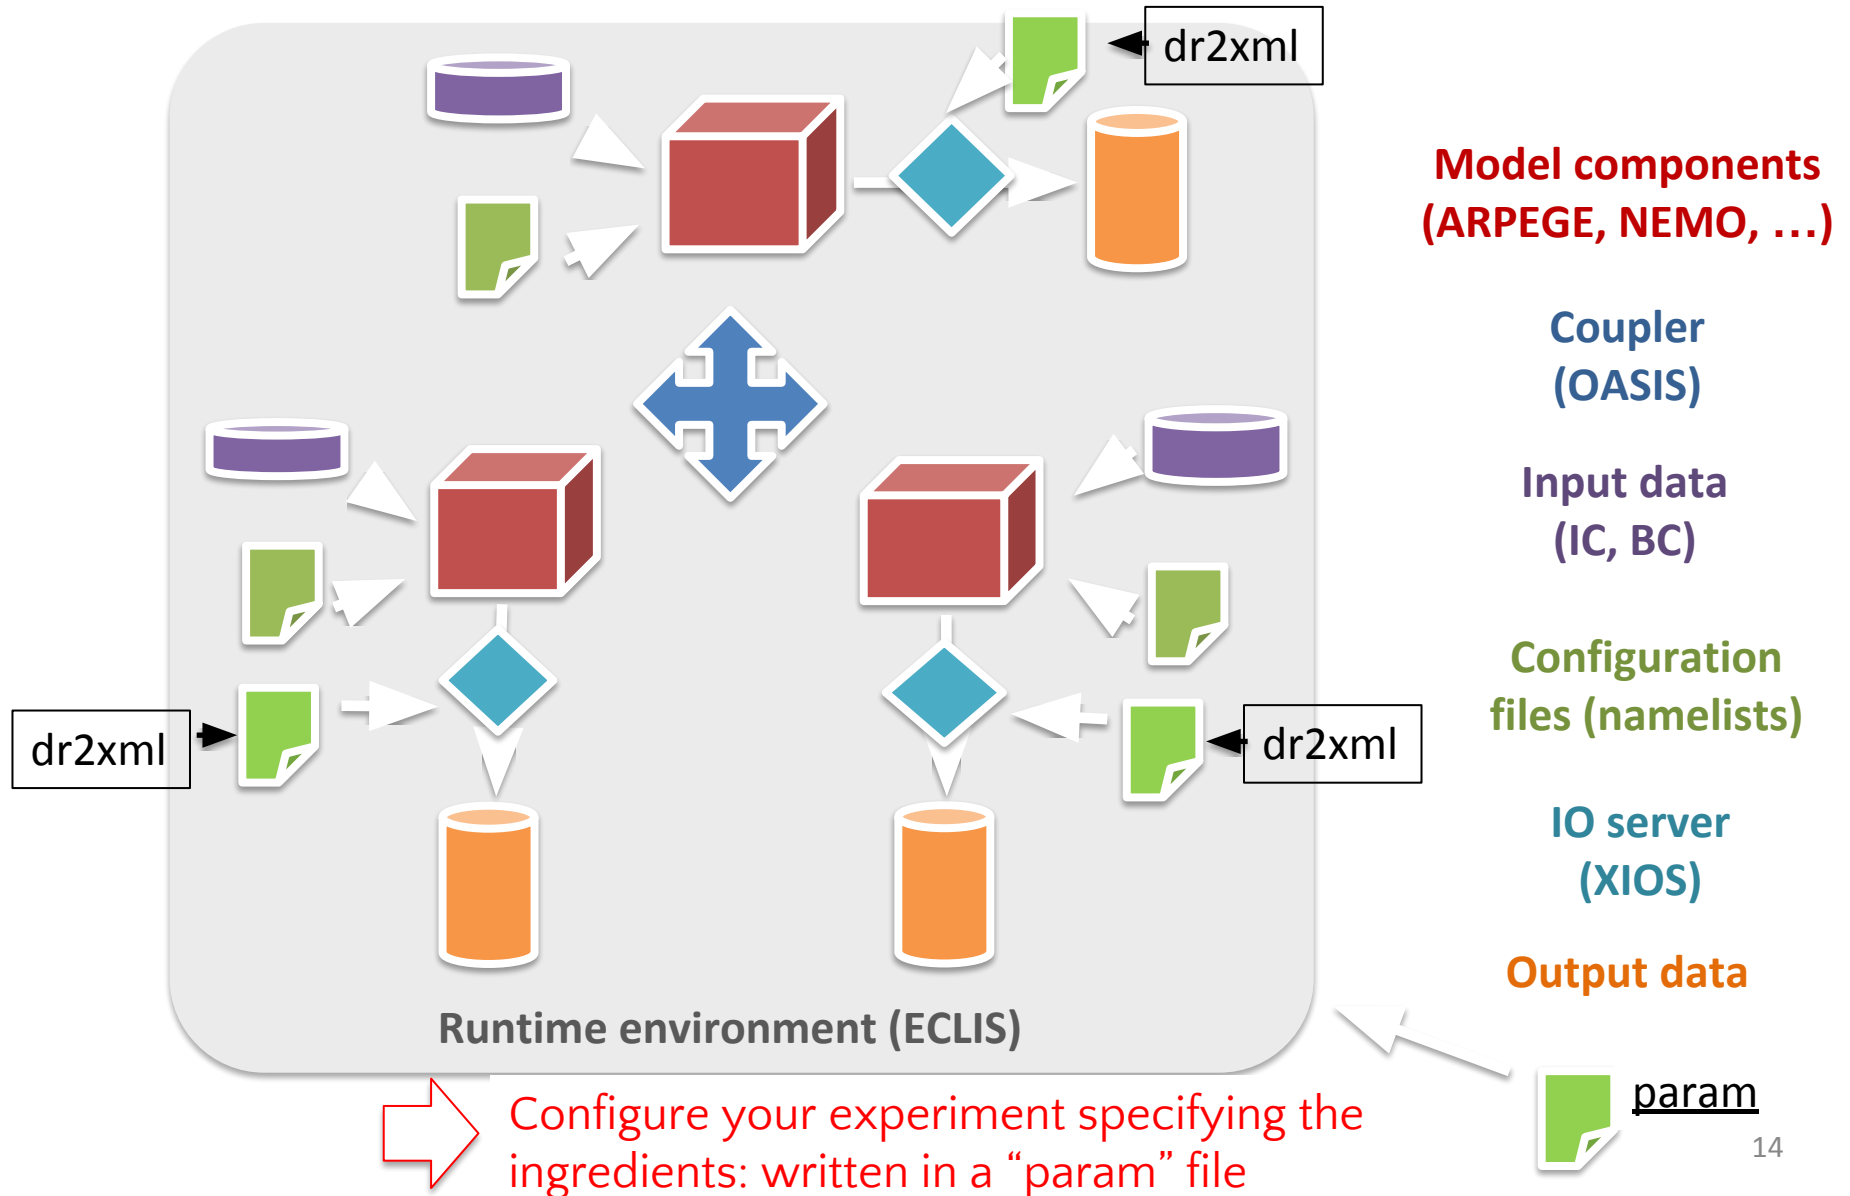 dr2xml
Model components
(ARPEGE, NEMO, …)
Coupler
(OASIS)
Input data
(IC, BC)
Configuration
files (namelists)
dr2xml
dr2xml
IO server
(XIOS)
Output data
Runtime environment (ECLIS)
param
Configure your experiment specifying the
ingredients: written in a “param” file
14